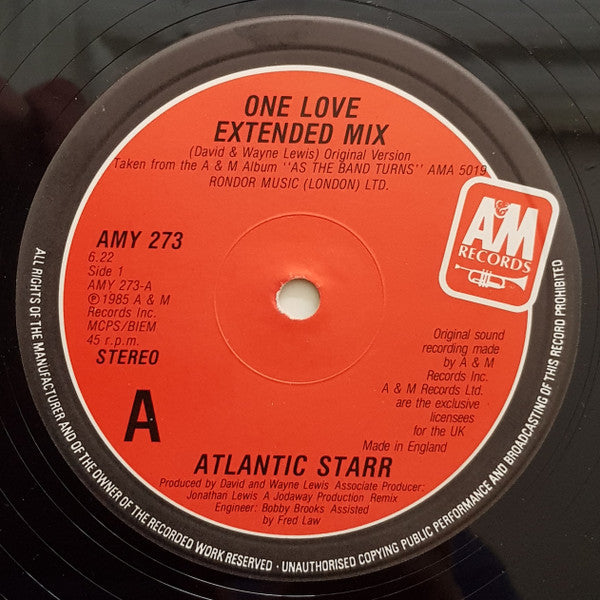 ONE LOVE
EXTENDED MIX
(David & Wayne Lewis) Original Version
Taken from the A & M Album "AS THE BAND TURNS" AMA 5019
RONDOR MUSIC (LONDON) LTD.
A&M
RECORDS
AMY 273
6.22
Side 1
AMY 273-A
℗ 1985 A & M
Records Inc.
MCPS/BIEM
45 r.p.m.
STEREO
A
Original sound
recording made
by A & M
Records Inc.
A & M Records Ltd.
are the exclusive
licensees
for the UK
Made in England
ATLANTIC STARR
Produced by David and Wayne Lewis Associate Producer:
Jonathan Lewis A Jodaway Production Remix
Engineer: Bobby Brooks Assisted
by Fred Law
ALL RIGHTS OF THE MANUFACTURER AND OF THE OWNER OF THE RECORDED WORK RESERVED · UNAUTHORISED COPYING PUBLIC PERFORMANCE AND BROADCASTING OF THIS RECORD PROHIBITED